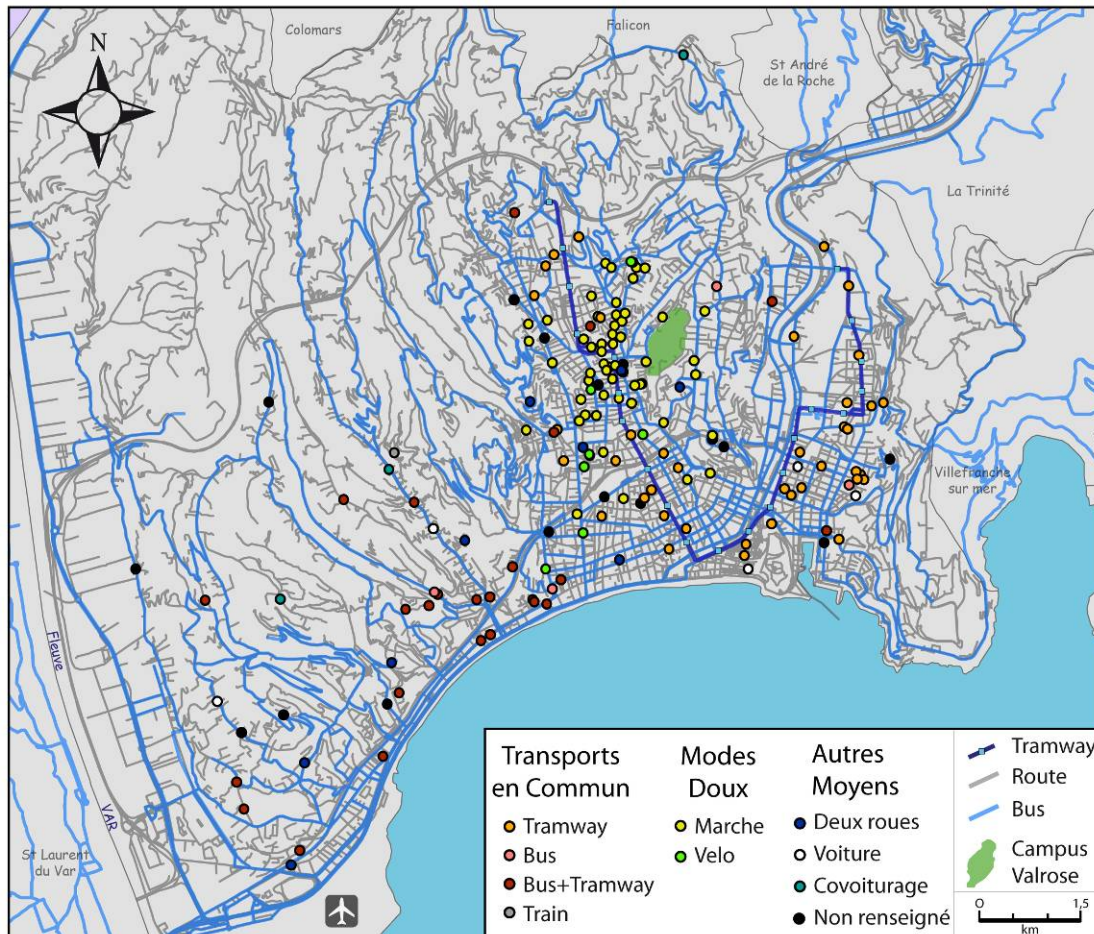 Colomars
Falicon
N
St André
de la Roche
La Trinité
Villefranche
sur mer
Fleuve
VAR
St Laurent
du Var
Transports
en Commun
Tramway
Bus
Bus+Tramway
Train
Modes
Doux
Marche
Velo
Autres
Moyens
Deux roues
Voiture
Covoiturage
Non renseigné
Tramway
Route
Bus
Campus
Valrose
0 1,5
km